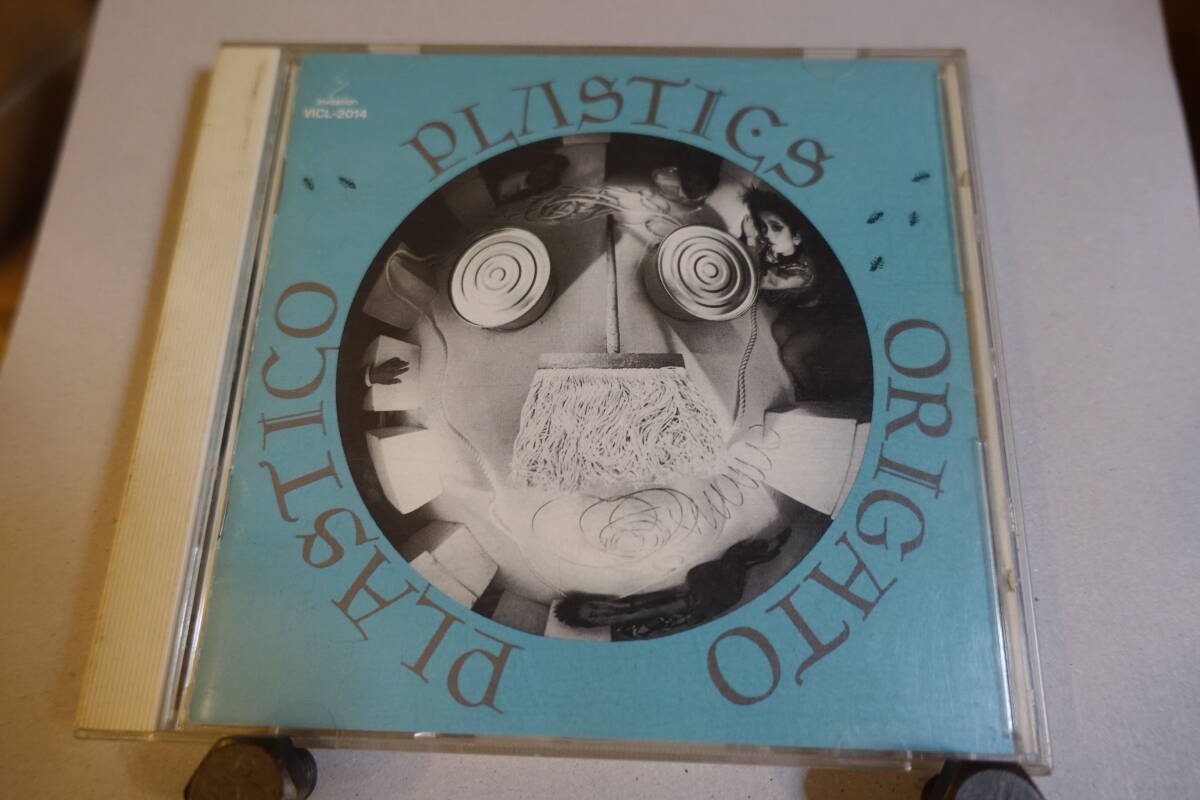 Invitation
VICL-2014
PLASTICS
ORIGATO
PLASTICO